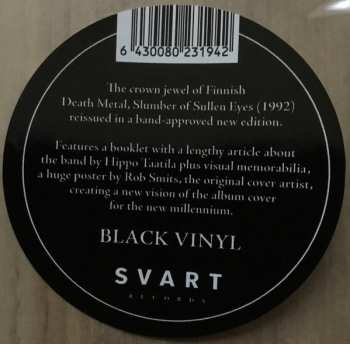 6 430080 231942
The crown jewel of Finnish
Death Metal, Slumber of Sullen Eyes (1992)
reissued in a band-approved new edition.
Features a booklet with a lengthy article about
the band by Hippo Taatila plus visual memorabilia,
a huge poster by Rob Smits, the original cover artist,
creating a new vision of the album cover
for the new millennium.
BLACK VINYL
SVART
RECORDS